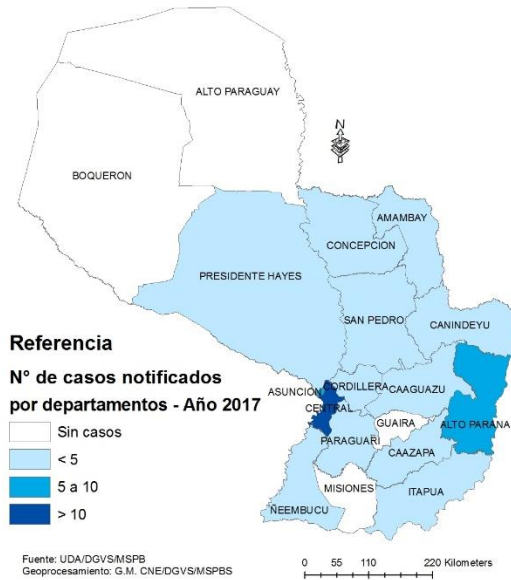 ALTO PARAGUAY
N
BOQUERON
AMAMBAY
CONCEPCION
PRESIDENTE HAYES
SAN PEDRO
CANINDEYU
Referencia
N° de casos notificados
por departamentos - Año 2017
Sin casos
< 5
5 a 10
> 10
ASUNCION
CORDILLERA
CAAGUAZU
CENTRAL
GUAIRA
ALTO PARANA
PARAGUARI
CAAZAPA
MISIONES
ITAPUA
ÑEEMBUCU
Fuente: UDA/DGVS/MSPB
Geoprocesamiento: G.M. CNE/DGVS/MSPBS
0 55 110 220 Kilometers